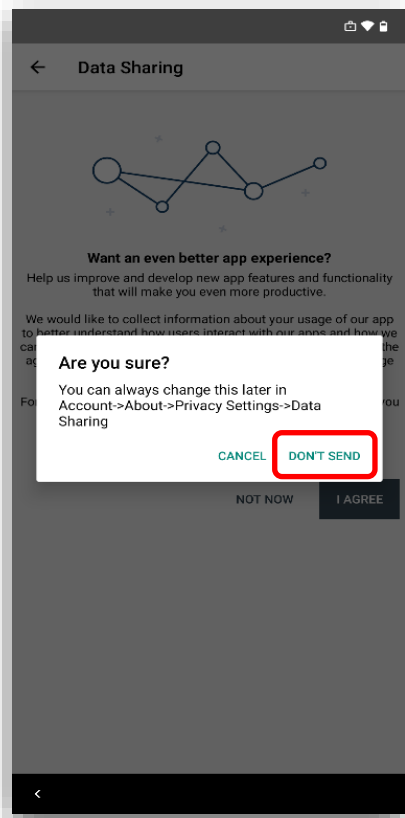 Data Sharing
Want an even better app experience?
Help us improve and develop new app features and functionality
that will make you even more productive.
We would like to collect information about your usage of our app
to better understand how users interact with our apps and how we
Are you sure?
You can always change this later in
Account->About->Privacy Settings->Data
Sharing
CANCEL DON'T SEND
NOT NOW I AGREE